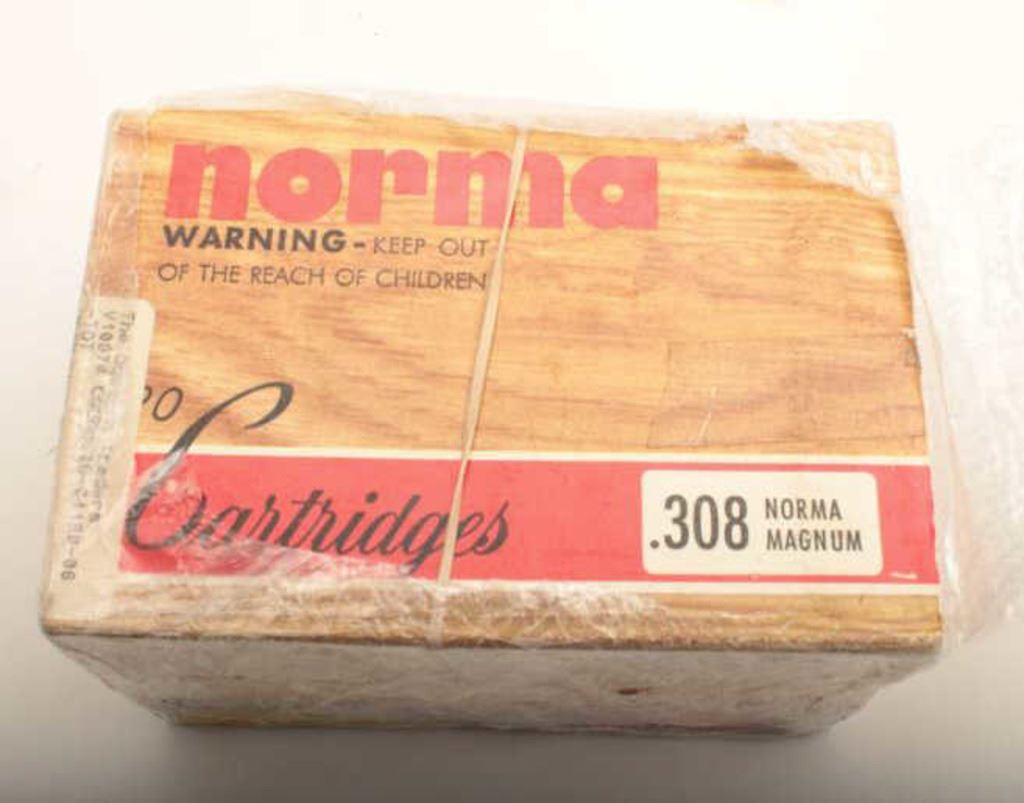 norma
WARNING - KEEP OUT
OF THE REACH OF CHILDREN
Cartridges
.308 NORMA
MAGNUM